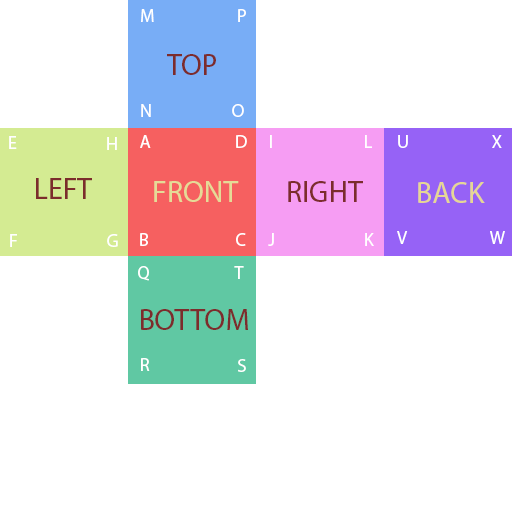 M P
TOP
N O
E H A D I L U X
LEFT FRONT RIGHT BACK
F G B C J K V W
Q T
BOTTOM
R S